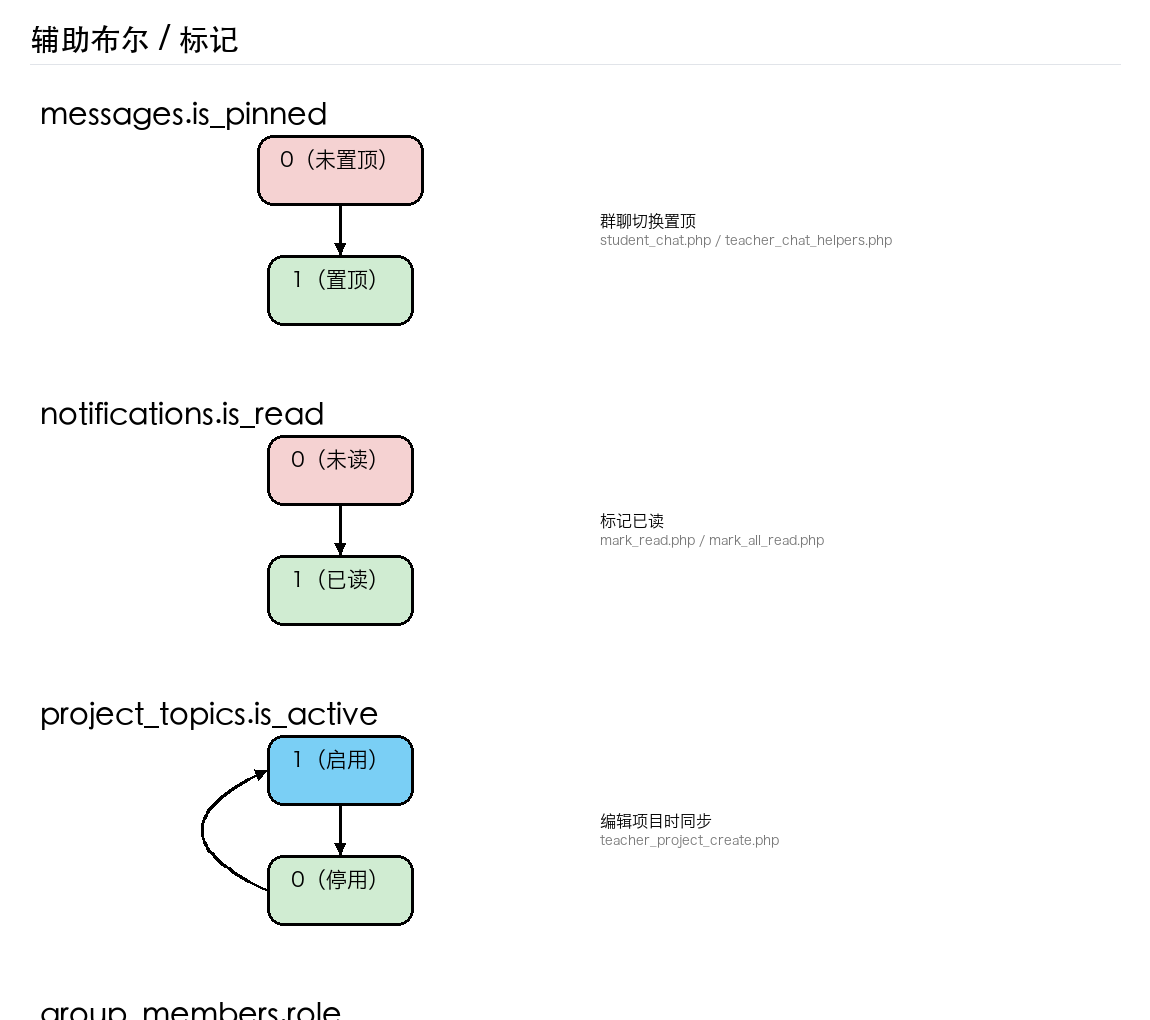 辅助布尔 / 标记
messages.is_pinned
0（未置顶）
群聊切换置顶
student_chat.php / teacher_chat_helpers.php
1（置顶）
notifications.is_read
0（未读）
标记已读
mark_read.php / mark_all_read.php
1（已读）
project_topics.is_active
1（启用）
编辑项目时同步
teacher_project_create.php
0（停用）
group_members.role